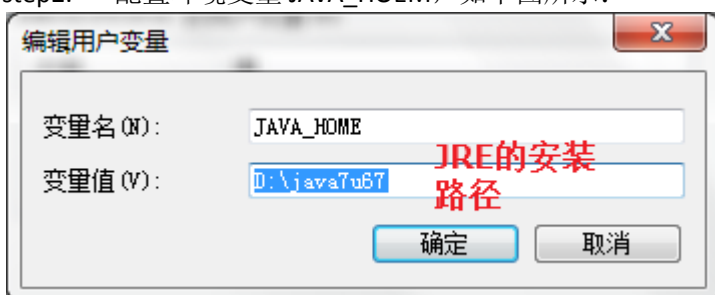 编辑用户变量
变量名(N):
JAVA_HOME
变量值(V):
D:\java7u67
JRE的安装
路径
确定
取消